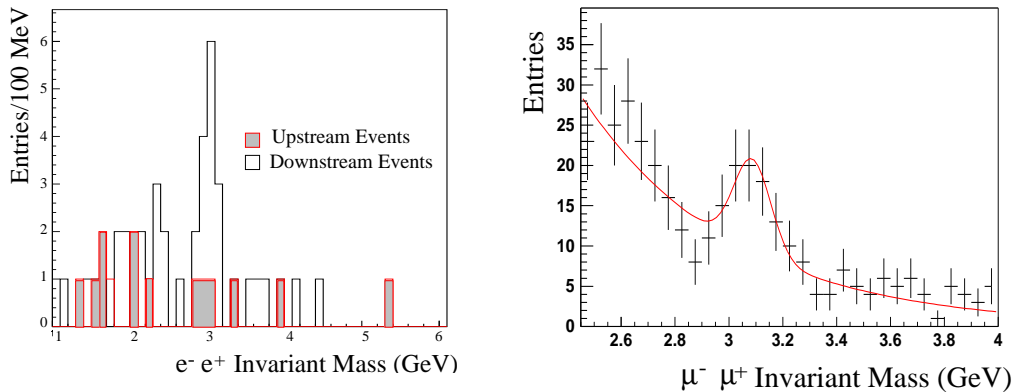 Entries/100 MeV
6
5
4
3
2
1
0
Upstream Events
Downstream Events
1 1 2 3 4 5 6
e- e+ Invariant Mass (GeV)
Entries
35
30
25
20
15
10
5
0
2.6 2.8 3 3.2 3.4 3.6 3.8 4
μ- μ+ Invariant Mass (GeV)